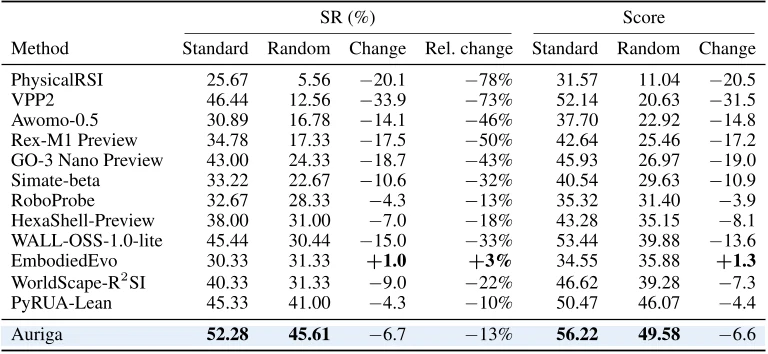 SR (%) Score
Method Standard Random Change Rel. change Standard Random Change
PhysicalRSI 25.67 5.56 −20.1 −78% 31.57 11.04 −20.5
VPP2 46.44 12.56 −33.9 −73% 52.14 20.63 −31.5
Awomo-0.5 30.89 16.78 −14.1 −46% 37.70 22.92 −14.8
Rex-M1 Preview 34.78 17.33 −17.5 −50% 42.64 25.46 −17.2
GO-3 Nano Preview 43.00 24.33 −18.7 −43% 45.93 26.97 −19.0
Simate-beta 33.22 22.67 −10.6 −32% 40.54 29.63 −10.9
RoboProbe 32.67 28.33 −4.3 −13% 35.32 31.40 −3.9
HexaShell-Preview 38.00 31.00 −7.0 −18% 43.28 35.15 −8.1
WALL-OSS-1.0-lite 45.44 30.44 −15.0 −33% 53.44 39.88 −13.6
EmbodiedEvo 30.33 31.33 +1.0 +3% 34.55 35.88 +1.3
WorldScape-R²SI 40.33 31.33 −9.0 −22% 46.62 39.28 −7.3
PyRUA-Lean 45.33 41.00 −4.3 −10% 50.47 46.07 −4.4
Auriga 52.28 45.61 −6.7 −13% 56.22 49.58 −6.6